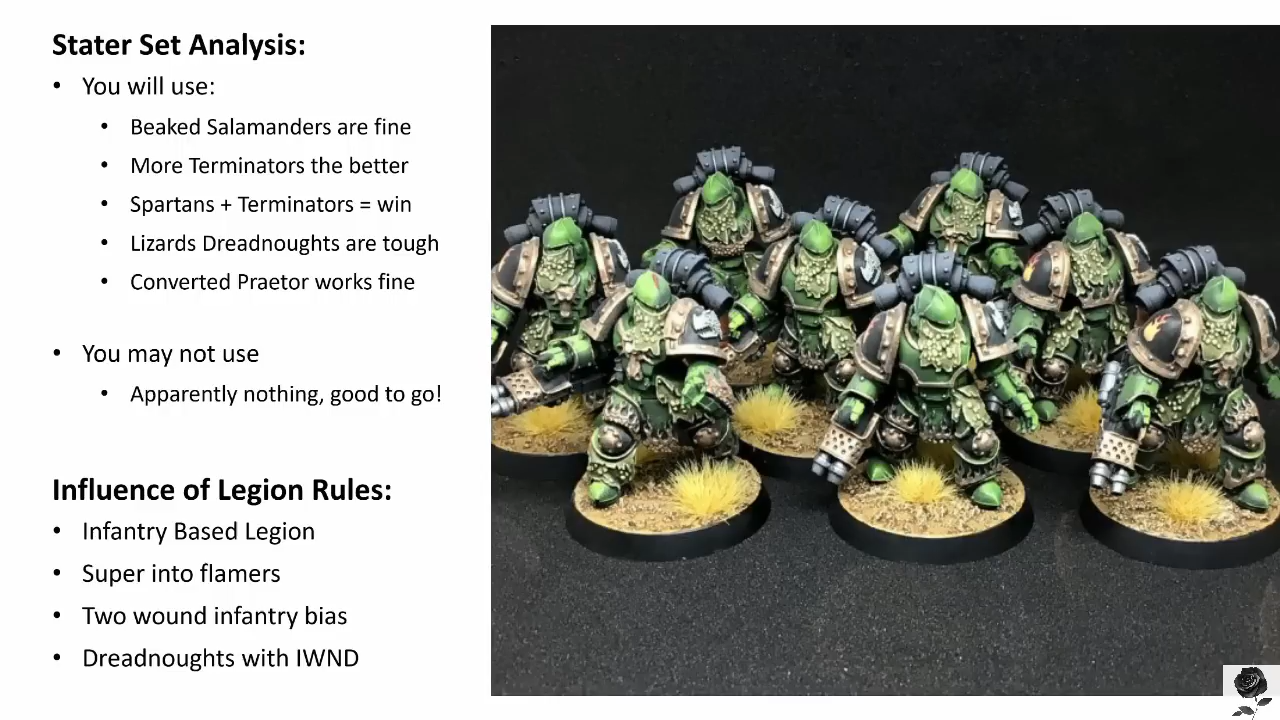 Stater Set Analysis:
• You will use:
• Beaked Salamanders are fine
• More Terminators the better
• Spartans + Terminators = win
• Lizards Dreadnoughts are tough
• Converted Praetor works fine
• You may not use
• Apparently nothing, good to go!
Influence of Legion Rules:
• Infantry Based Legion
• Super into flamers
• Two wound infantry bias
• Dreadnoughts with IWND